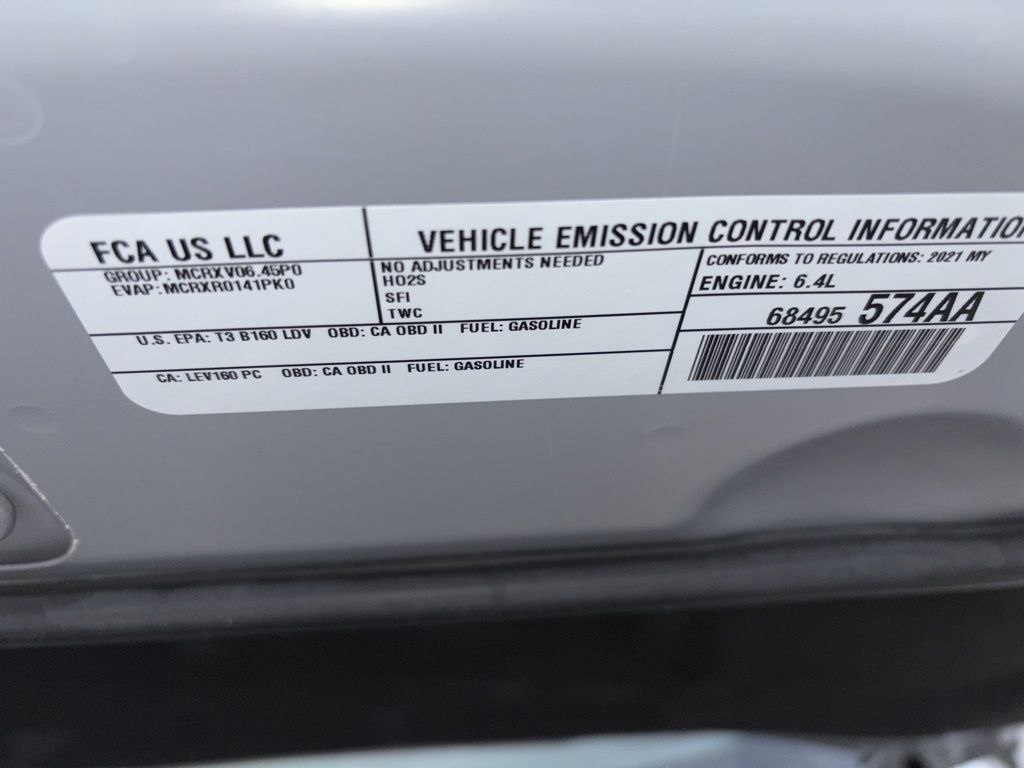 FCA US LLC
GROUP: MCRXV06.45P0
EVAP:MCRXR0141PK0
VEHICLE EMISSION CONTROL INFORMATION
NO ADJUSTMENTS NEEDED
HO2S
SFI
TWC
CONFORMS TO REGULATIONS: 2021 MY
ENGINE: 6.4L
68495 574AA
U.S. EPA: T3 B160 LDV OBD: CA OBD II FUEL: GASOLINE
CA: LEV160 PC OBD: CA OBD II FUEL: GASOLINE